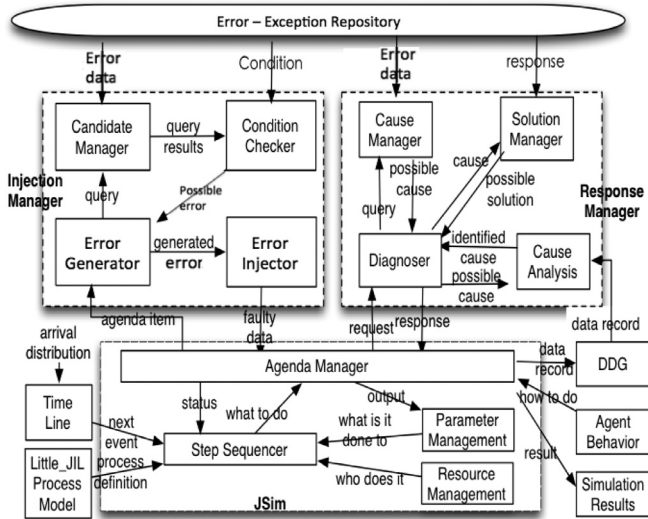 Error – Exception Repository
Error
data
Condition
Error
data
response
Candidate
Manager
query
results
Condition
Checker
Cause
Manager
Solution
Manager
cause
possible
cause
possible
solution
Injection
Manager
query
Possible
error
Response
Manager
query
Error
Generator
generated
error
Error
Injector
Diagnoser
identified
cause
possible
cause
Cause
Analysis
agenda item
faulty
data
request
response
data record
arrival
distribution
Agenda Manager
data
record
DDG
Time
Line
status
what to do
output
how to do
next
event
process
definition
Step Sequencer
what is it
done to
Parameter
Management
Agent
Behavior
Little_JIL
Process
Model
who does it
Resource
Management
result
Simulation
Results
JSim